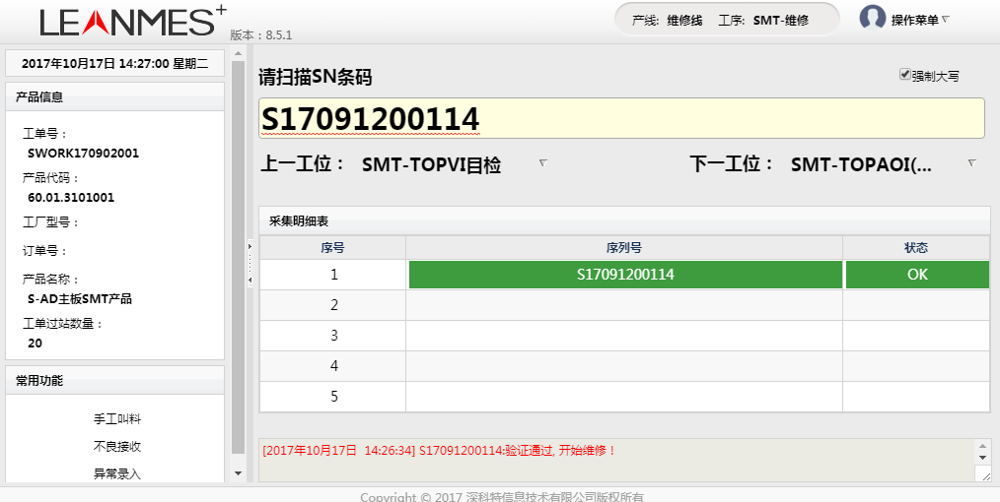 LEANMES+
版本：8.5.1
产线： 维修线 工序： SMT-维修
操作菜单
2017年10月17日 14:27:00 星期二
产品信息
工单号：
SWORK170902001
产品代码：
60.01.3101001
工厂型号：
订单号：
产品名称：
S-AD主板SMT产品
工单过站数量：
20
常用功能
手工叫料
不良接收
异常录入
请扫描SN条码
强制大写
S17091200114
上一工位： SMT-TOPVI目检
下一工位： SMT-TOPAOI(...
采集明细表
序号 序列号 状态
1 S17091200114 OK
2
3
4
5
[2017年10月17日 14:26:34] S17091200114:验证通过, 开始维修！
Copyright © 2017 深科特信息技术有限公司版权所有